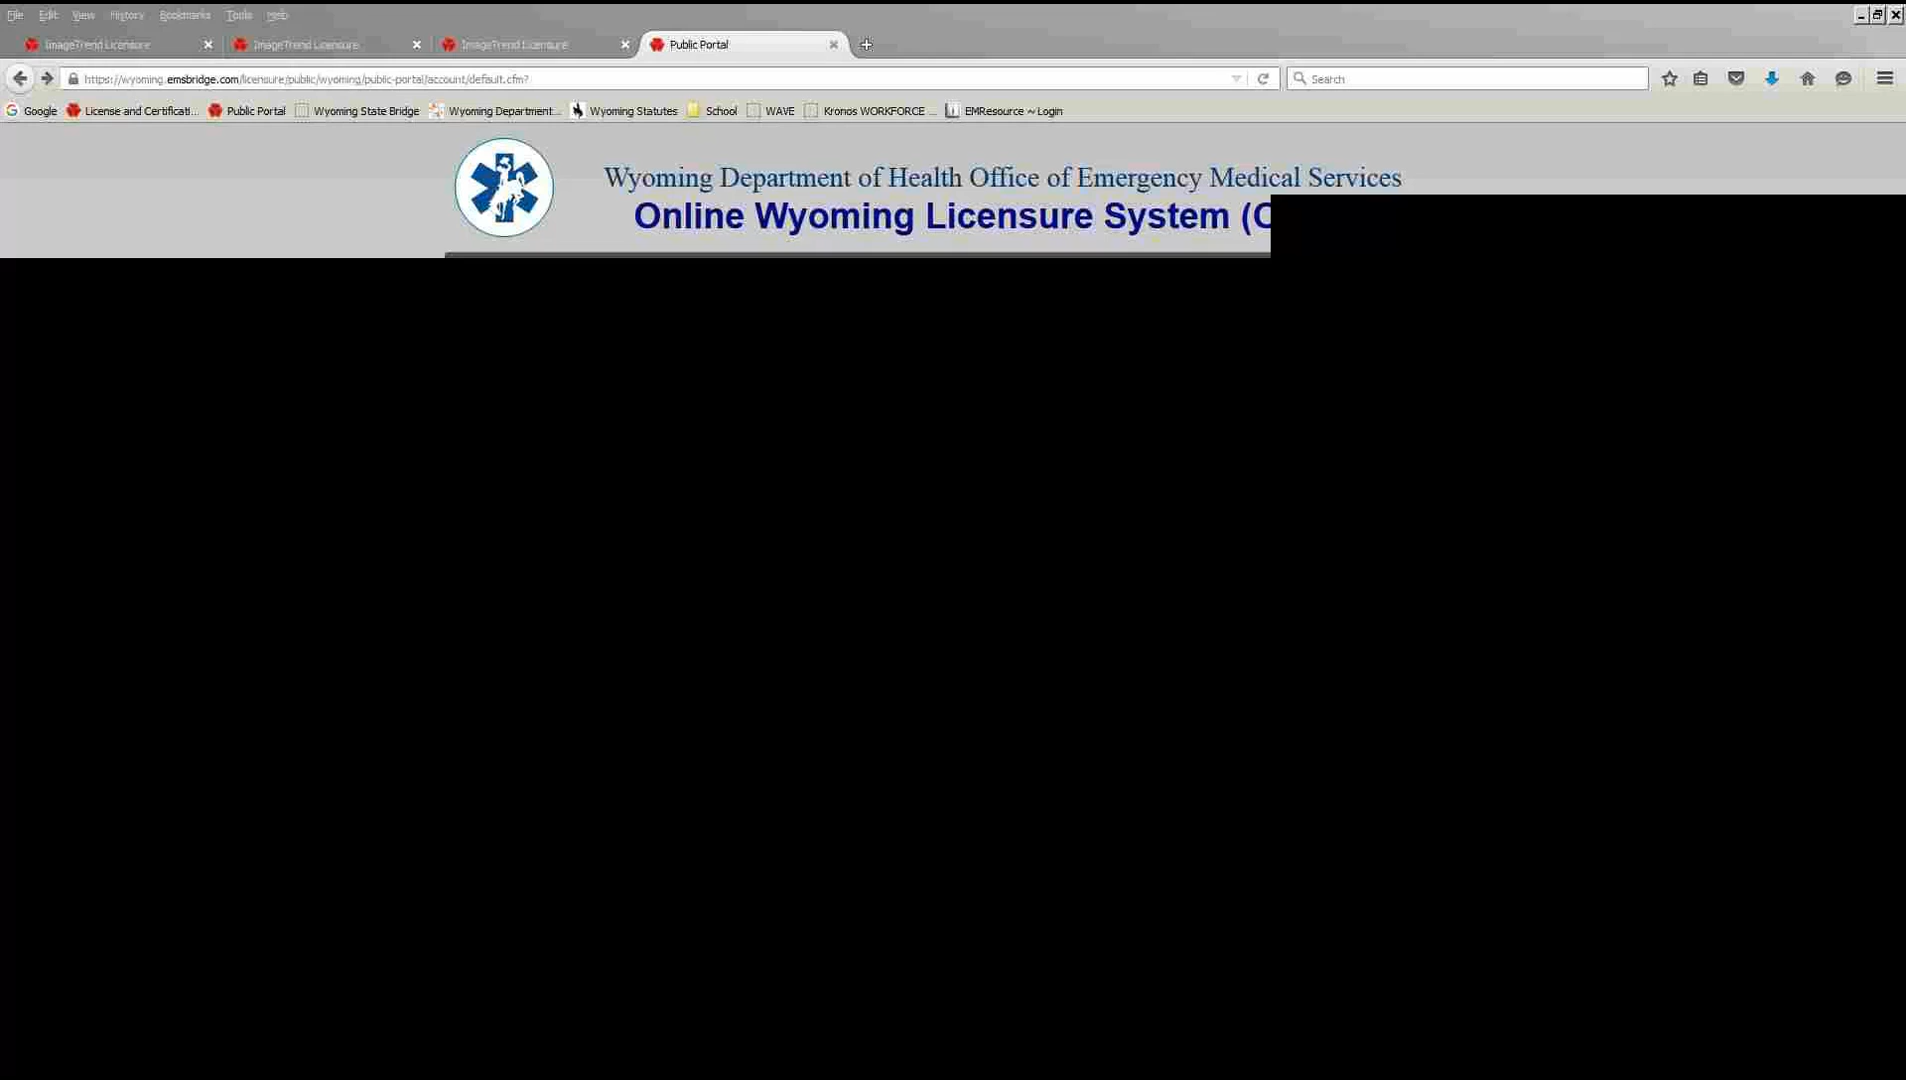 File Edit View History Bookmarks Tools Help
ImageTrend Licensure ImageTrend Licensure ImageTrend Licensure Public Portal
https://wyoming.emsbridge.com/licensure/public/wyoming/public-portal/account/default.cfm? Search
Google License and Certificati... Public Portal Wyoming State Bridge Wyoming Department... Wyoming Statutes School WAVE Kronos WORKFORCE ... EMResource ~ Login
Wyoming Department of Health Office of Emergency Medical Services
Online Wyoming Licensure System (